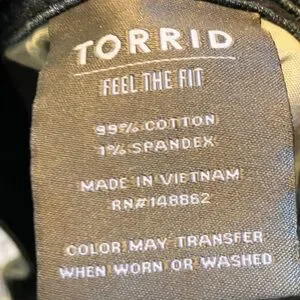 TORRID
FEEL THE FIT
99% COTTON
1% SPANDEX
MADE IN VIETNAM
RN#148862
COLOR MAY TRANSFER
WHEN WORN OR WASHED